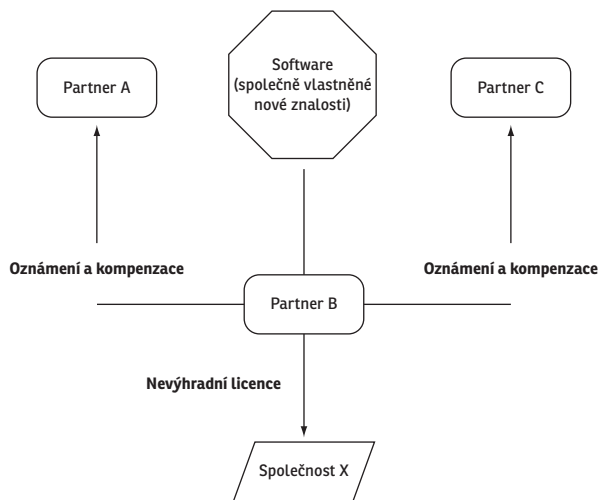 Software
(společně vlastněné
nové znalosti)
Partner A
Partner C
Oznámení a kompenzace
Oznámení a kompenzace
Partner B
Nevýhradní licence
Společnost X